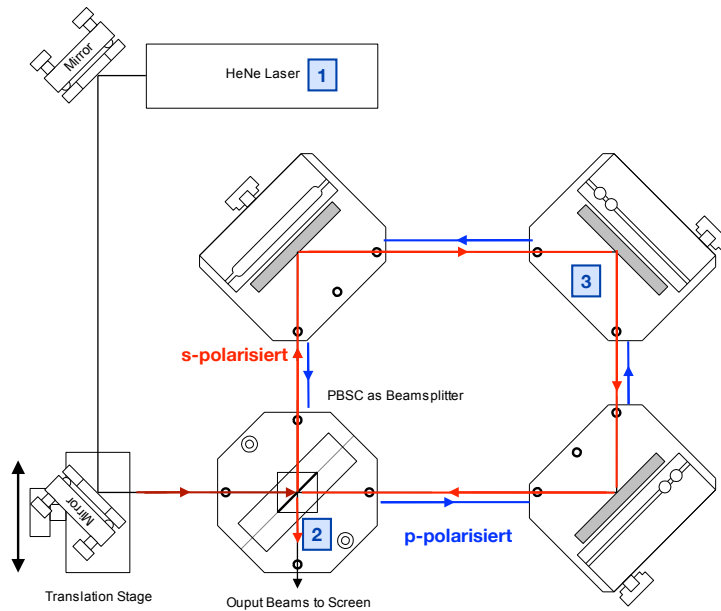 Mirror
HeNe Laser
1
3
s-polarisiert
PBSC as Beamsplitter
Mirror
2
p-polarisiert
Translation Stage
Ouput Beams to Screen